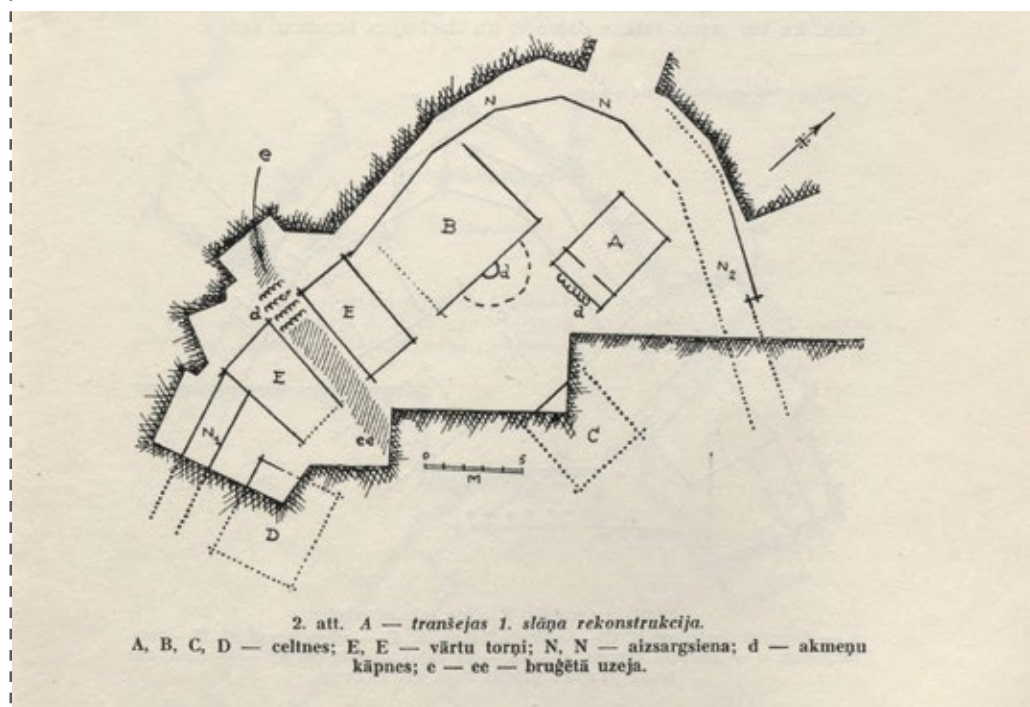 N
N
e
B
A
d
N₂
d
E
d
E
C
ee
N₁
0 5
M
D
2. att. A — tranšejas 1. slāņa rekonstrukcija.
A, B, C, D — celtnes; E, E — vārtu torņi; N, N — aizsargsiena; d — akmeņu
kāpnes; e — ee — bruģētā uzeja.